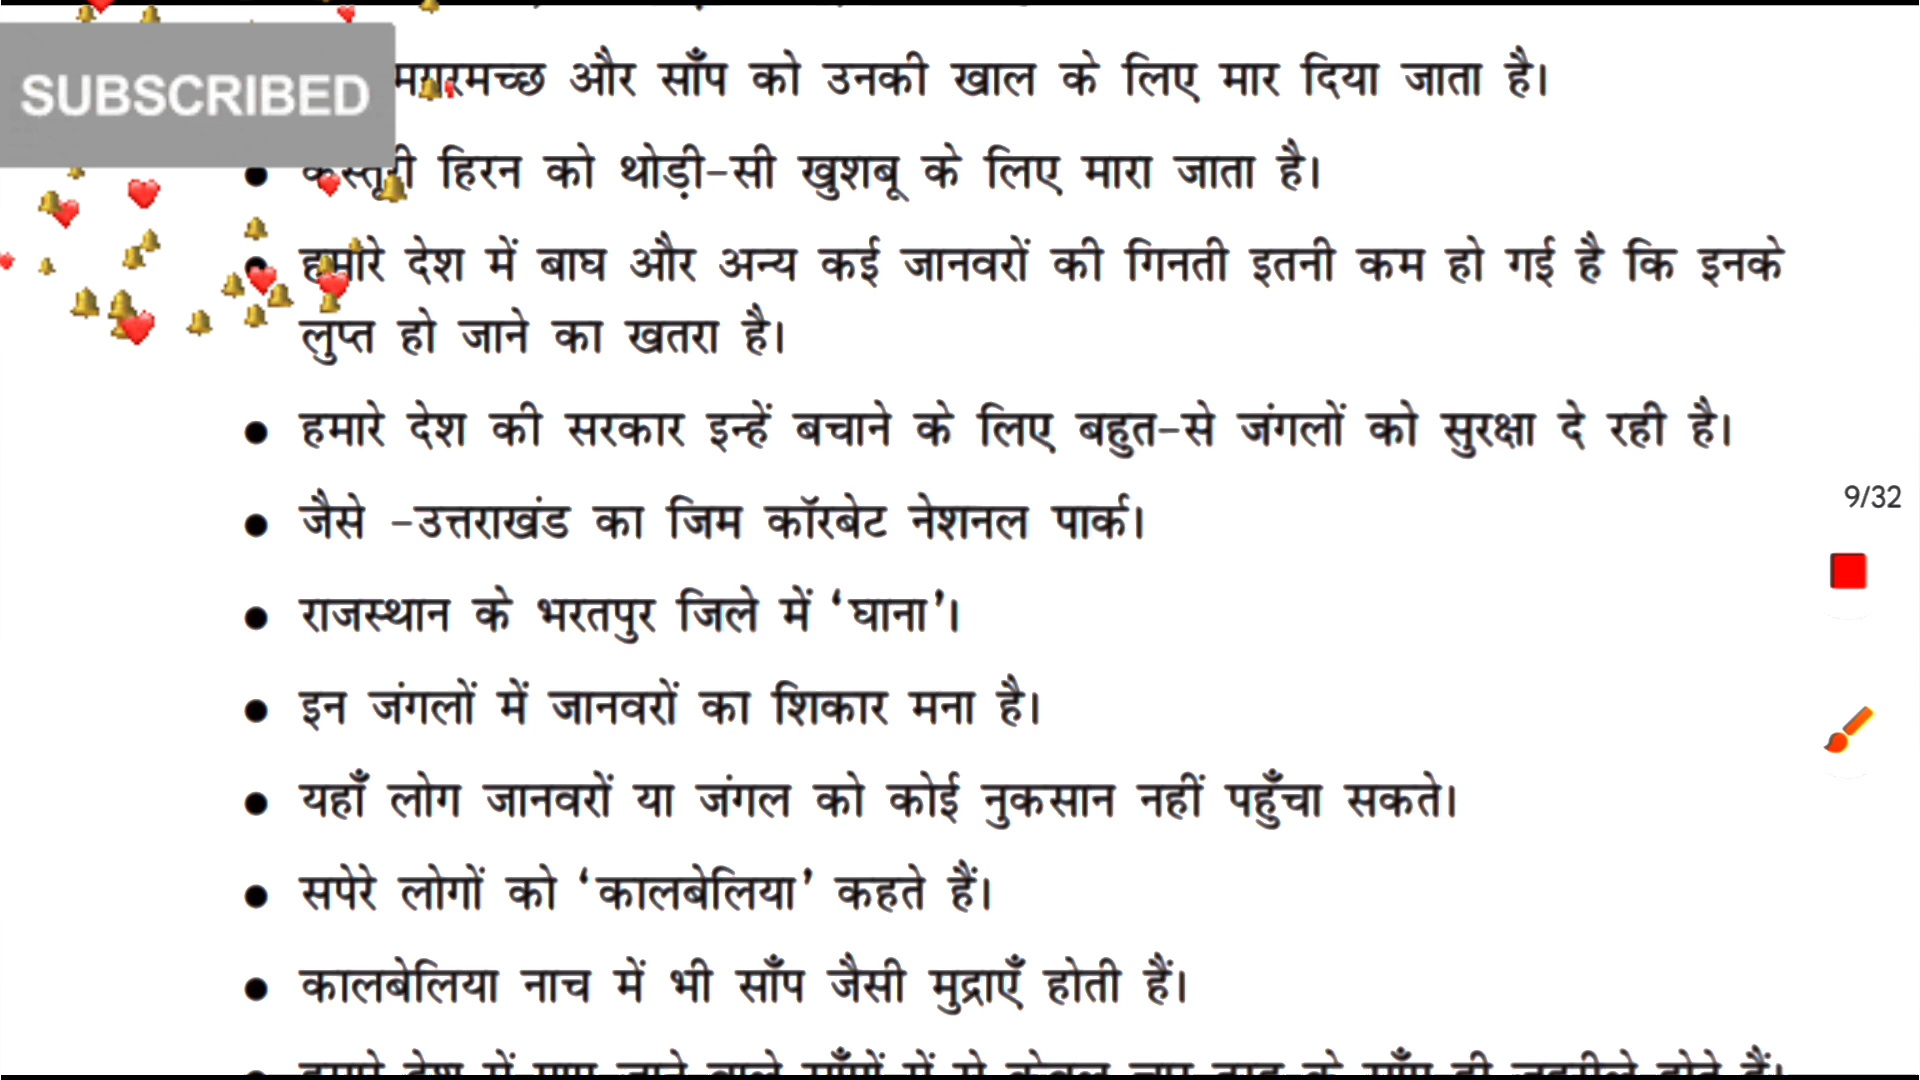 SUBSCRIBED
मगरमच्छ और साँप को उनकी खाल के लिए मार दिया जाता है।
● कस्तूरी हिरन को थोड़ी-सी खुशबू के लिए मारा जाता है।
● हमारे देश में बाघ और अन्य कई जानवरों की गिनती इतनी कम हो गई है कि इनके
लुप्त हो जाने का खतरा है।
● हमारे देश की सरकार इन्हें बचाने के लिए बहुत-से जंगलों को सुरक्षा दे रही है।
9/32
● जैसे -उत्तराखंड का जिम कॉरबेट नेशनल पार्क।
● राजस्थान के भरतपुर जिले में ‘घाना’।
● इन जंगलों में जानवरों का शिकार मना है।
● यहाँ लोग जानवरों या जंगल को कोई नुकसान नहीं पहुँचा सकते।
● सपेरे लोगों को ‘कालबेलिया’ कहते हैं।
● कालबेलिया नाच में भी साँप जैसी मुद्राएँ होती हैं।